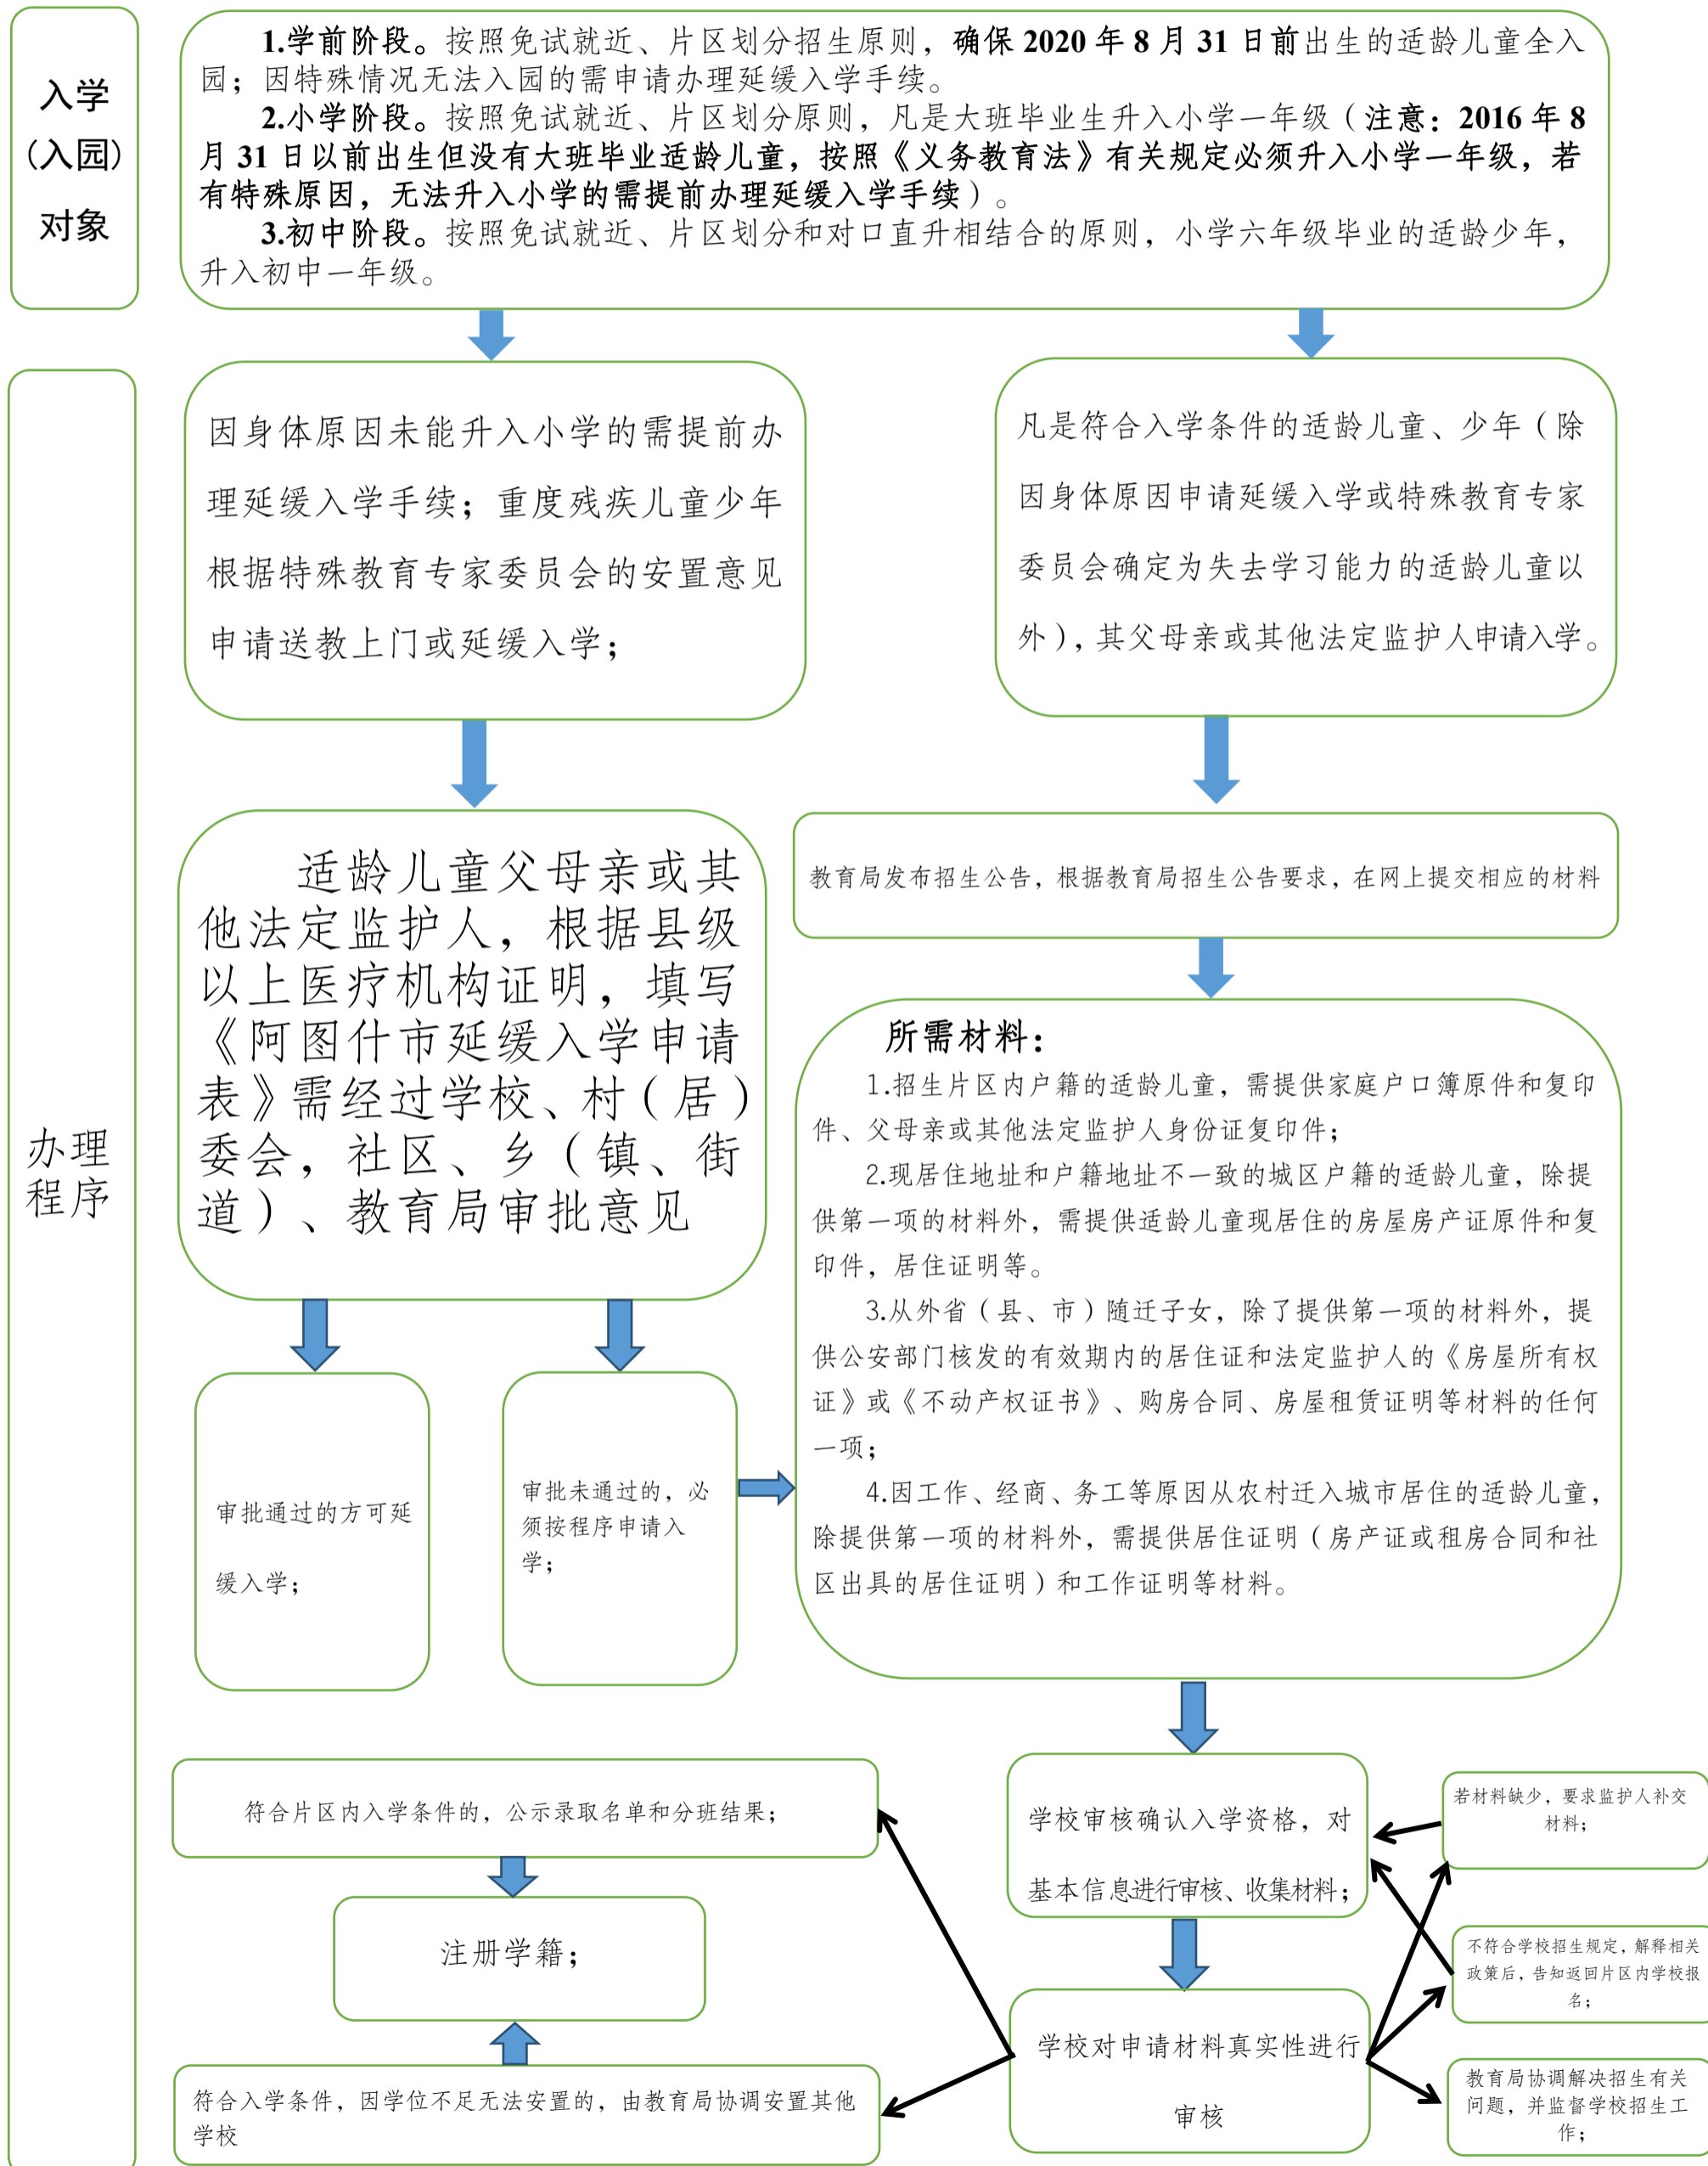 入学
(入园)
对象
1.学前阶段。按照免试就近、片区划分招生原则，确保 2020 年 8 月 31 日前出生的适龄儿童全入
园；因特殊情况无法入园的需申请办理延缓入学手续。
2.小学阶段。按照免试就近、片区划分原则，凡是大班毕业生升入小学一年级（注意：2016 年 8
月 31 日以前出生但没有大班毕业适龄儿童，按照《义务教育法》有关规定必须升入小学一年级，若
有特殊原因，无法升入小学的需提前办理延缓入学手续）。
3.初中阶段。按照免试就近、片区划分和对口直升相结合的原则，小学六年级毕业的适龄少年，
升入初中一年级。
办理
程序
因身体原因未能升入小学的需提前办
理延缓入学手续；重度残疾儿童少年
根据特殊教育专家委员会的安置意见
申请送教上门或延缓入学；
凡是符合入学条件的适龄儿童、少年（除
因身体原因申请延缓入学或特殊教育专家
委员会确定为失去学习能力的适龄儿童以
外），其父母亲或其他法定监护人申请入学。
适龄儿童父母亲或其
他法定监护人，根据县级
以上医疗机构证明，填写
《阿图什市延缓入学申请
表》需经过学校、村（居）
委会，社区、乡（镇、街
道）、教育局审批意见
教育局发布招生公告，根据教育局招生公告要求，在网上提交相应的材料
所需材料：
1.招生片区内户籍的适龄儿童，需提供家庭户口簿原件和复印
件、父母亲或其他法定监护人身份证复印件；
2.现居住地址和户籍地址不一致的城区户籍的适龄儿童，除提
供第一项的材料外，需提供适龄儿童现居住的房屋房产证原件和复
印件，居住证明等。
3.从外省（县、市）随迁子女，除了提供第一项的材料外，提
供公安部门核发的有效期内的居住证和法定监护人的《房屋所有权
证》或《不动产权证书》、购房合同、房屋租赁证明等材料的任何
一项；
4.因工作、经商、务工等原因从农村迁入城市居住的适龄儿童，
除提供第一项的材料外，需提供居住证明（房产证或租房合同和社
区出具的居住证明）和工作证明等材料。
审批通过的方可延
缓入学；
审批未通过的，必
须按程序申请入
学；
符合片区内入学条件的，公示录取名单和分班结果；
注册学籍；
符合入学条件，因学位不足无法安置的，由教育局协调安置其他
学校
学校审核确认入学资格，对
基本信息进行审核、收集材料；
学校对申请材料真实性进行
审核
若材料缺少，要求监护人补交
材料；
不符合学校招生规定，解释相关
政策后，告知返回片区内学校报
名；
教育局协调解决招生有关
问题，并监督学校招生工
作；